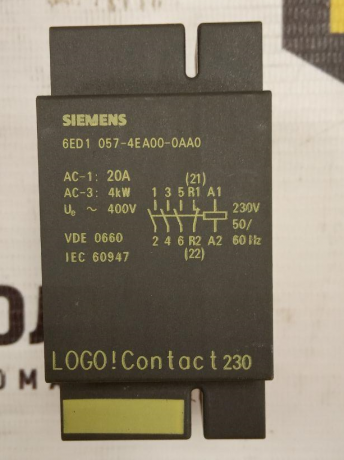 SIEMENS
6ED1 057-4EA00-0AA0
AC-1: 20A
AC-3: 4kW
Ue ~ 400V
VDE 0660
IEC 60947
(21)
1 3 5 R1 A1
230V
50/
60 Hz
2 4 6 R2 A2
(22)
LOGO!Contact 230